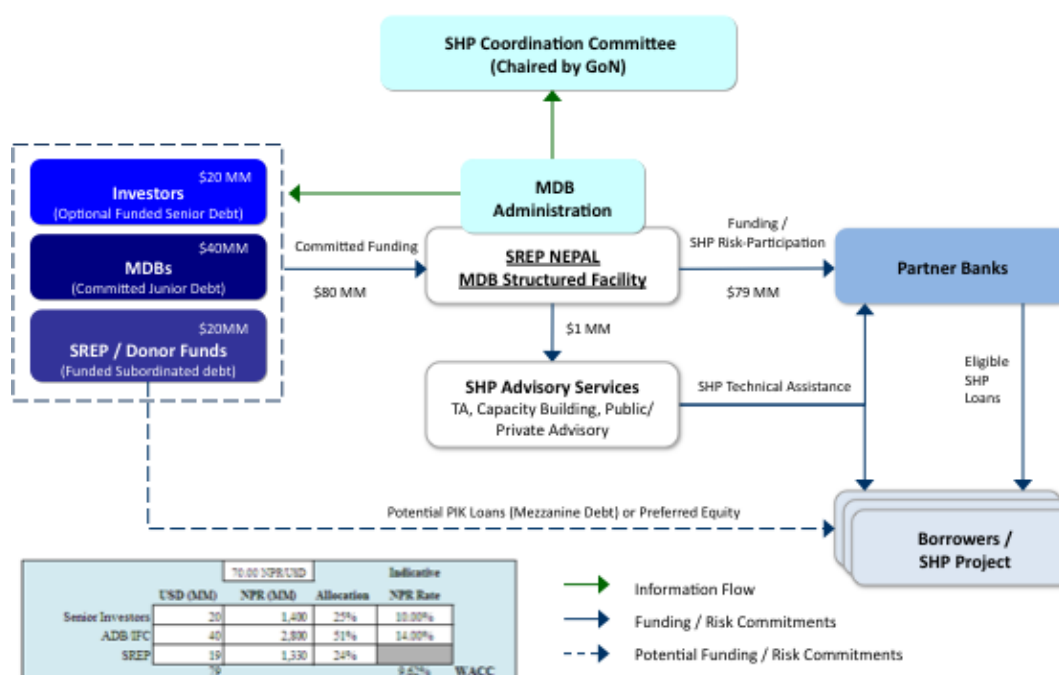 SHP Coordination Committee
(Chaired by GoN)
$20 MM
Investors
(Optional Funded Senior Debt)
$40MM
MDBs
(Committed Junior Debt)
$20MM
SREP / Donor Funds
(Funded Subordinated debt)
MDB
Administration
Committed Funding
$80 MM
SREP NEPAL
MDB Structured Facility
Funding /
SHP Risk-Participation
$79 MM
Partner Banks
$1 MM
SHP Advisory Services
TA, Capacity Building, Public/
Private Advisory
SHP Technical Assistance
Eligible
SHP
Loans
Potential PIK Loans (Mezzanine Debt) or Preferred Equity
Borrowers /
SHP Project
70.00 NPR/USD Indicative
USD (MM) NPR (MM) Allocation NPR Rate
Senior Investors 20 1,400 25% 10.00%
ADB IFC 40 2,800 51% 14.00%
SREP 19 1,330 24%
79 9.62% WACC
Information Flow
Funding / Risk Commitments
Potential Funding / Risk Commitments